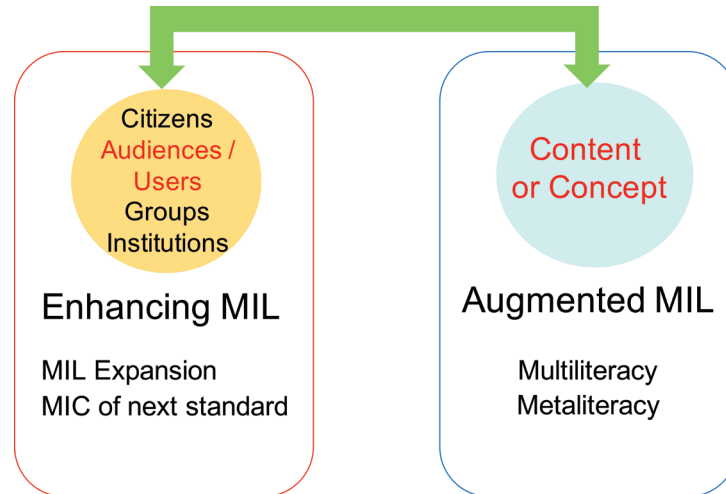 Citizens
Audiences /
Users
Groups
Institutions
Enhancing MIL
MIL Expansion
MIC of next standard
Content
or Concept
Augmented MIL
Multiliteracy
Metaliteracy